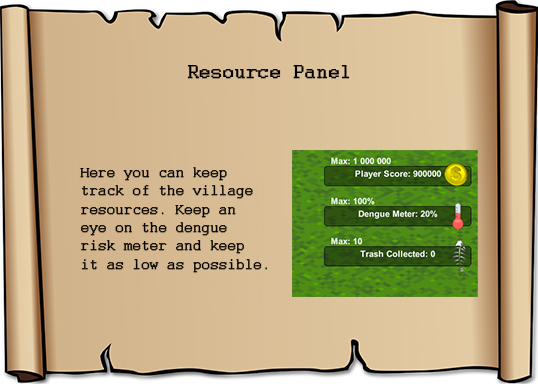 Resource Panel
Here you can keep
track of the village
resources. Keep an
eye on the dengue
risk meter and keep
it as low as possible.
Max: 1 000 000
Player Score: 900000
Max: 100%
Dengue Meter: 20%
Max: 10
Trash Collected: 0